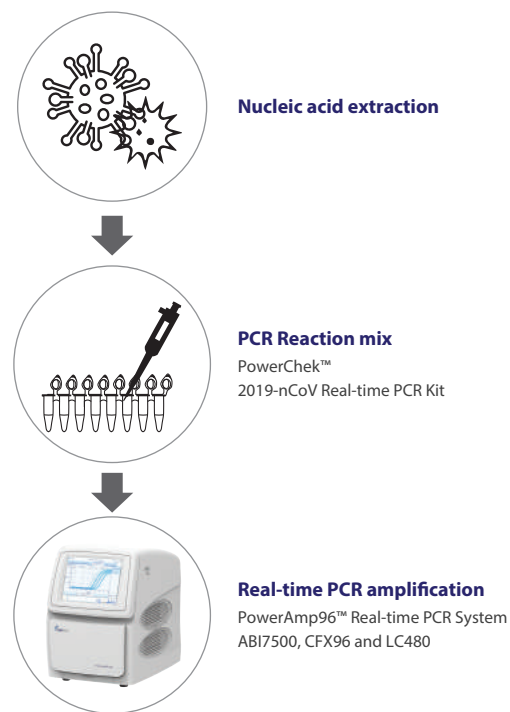 Nucleic acid extraction
PCR Reaction mix
PowerChek™
2019-nCoV Real-time PCR Kit
Real-time PCR amplification
PowerAmp96™ Real-time PCR System
ABI7500, CFX96 and LC480